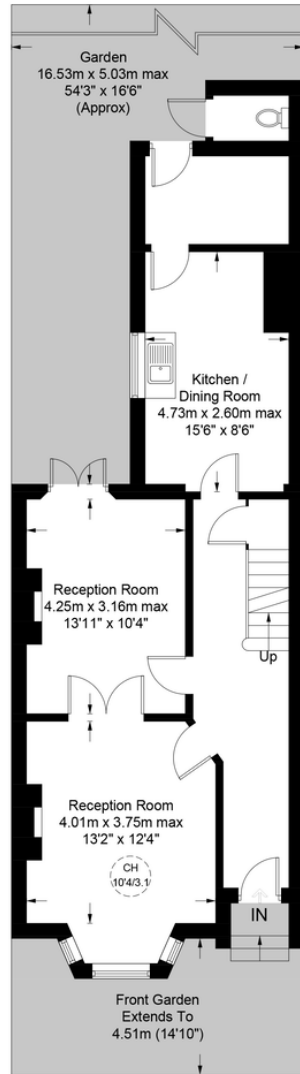 Garden
16.53m x 5.03m max
54'3" x 16'6"
(Approx)
Kitchen /
Dining Room
4.73m x 2.60m max
15'6" x 8'6"
Reception Room
4.25m x 3.16m max
13'11" x 10'4"
Up
Reception Room
4.01m x 3.75m max
13'2" x 12'4"
CH
10'4/3.1
IN
Front Garden
Extends To
4.51m (14'10")